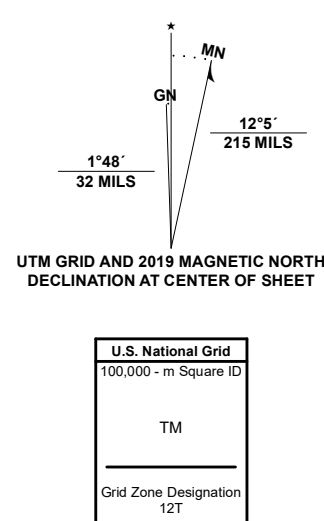 ★
MN
GN
12°5´
215 MILS
1°48´
32 MILS
UTM GRID AND 2019 MAGNETIC NORTH
DECLINATION AT CENTER OF SHEET
U.S. National Grid
100,000 - m Square ID
TM
Grid Zone Designation
12T